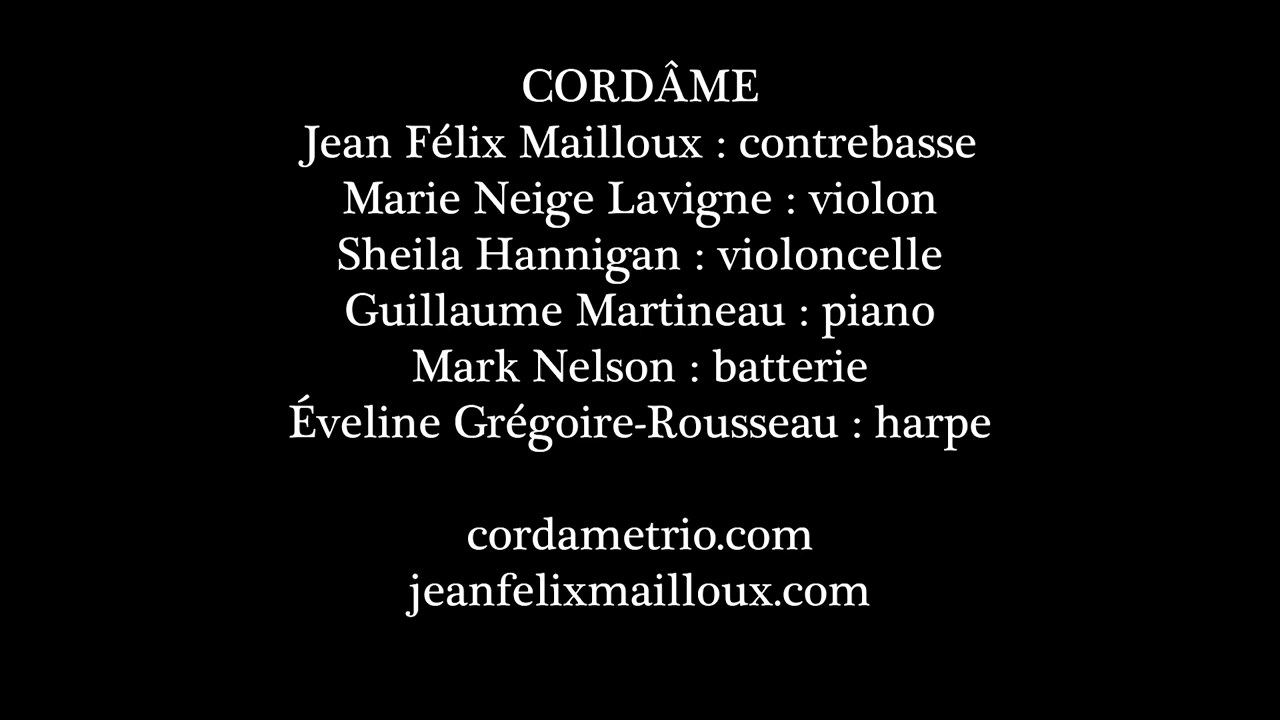 CORDÂME
Jean Félix Mailloux : contrebasse
Marie Neige Lavigne : violon
Sheila Hannigan : violoncelle
Guillaume Martineau : piano
Mark Nelson : batterie
Éveline Grégoire-Rousseau : harpe
cordametrio.com
jeanfelixmailloux.com